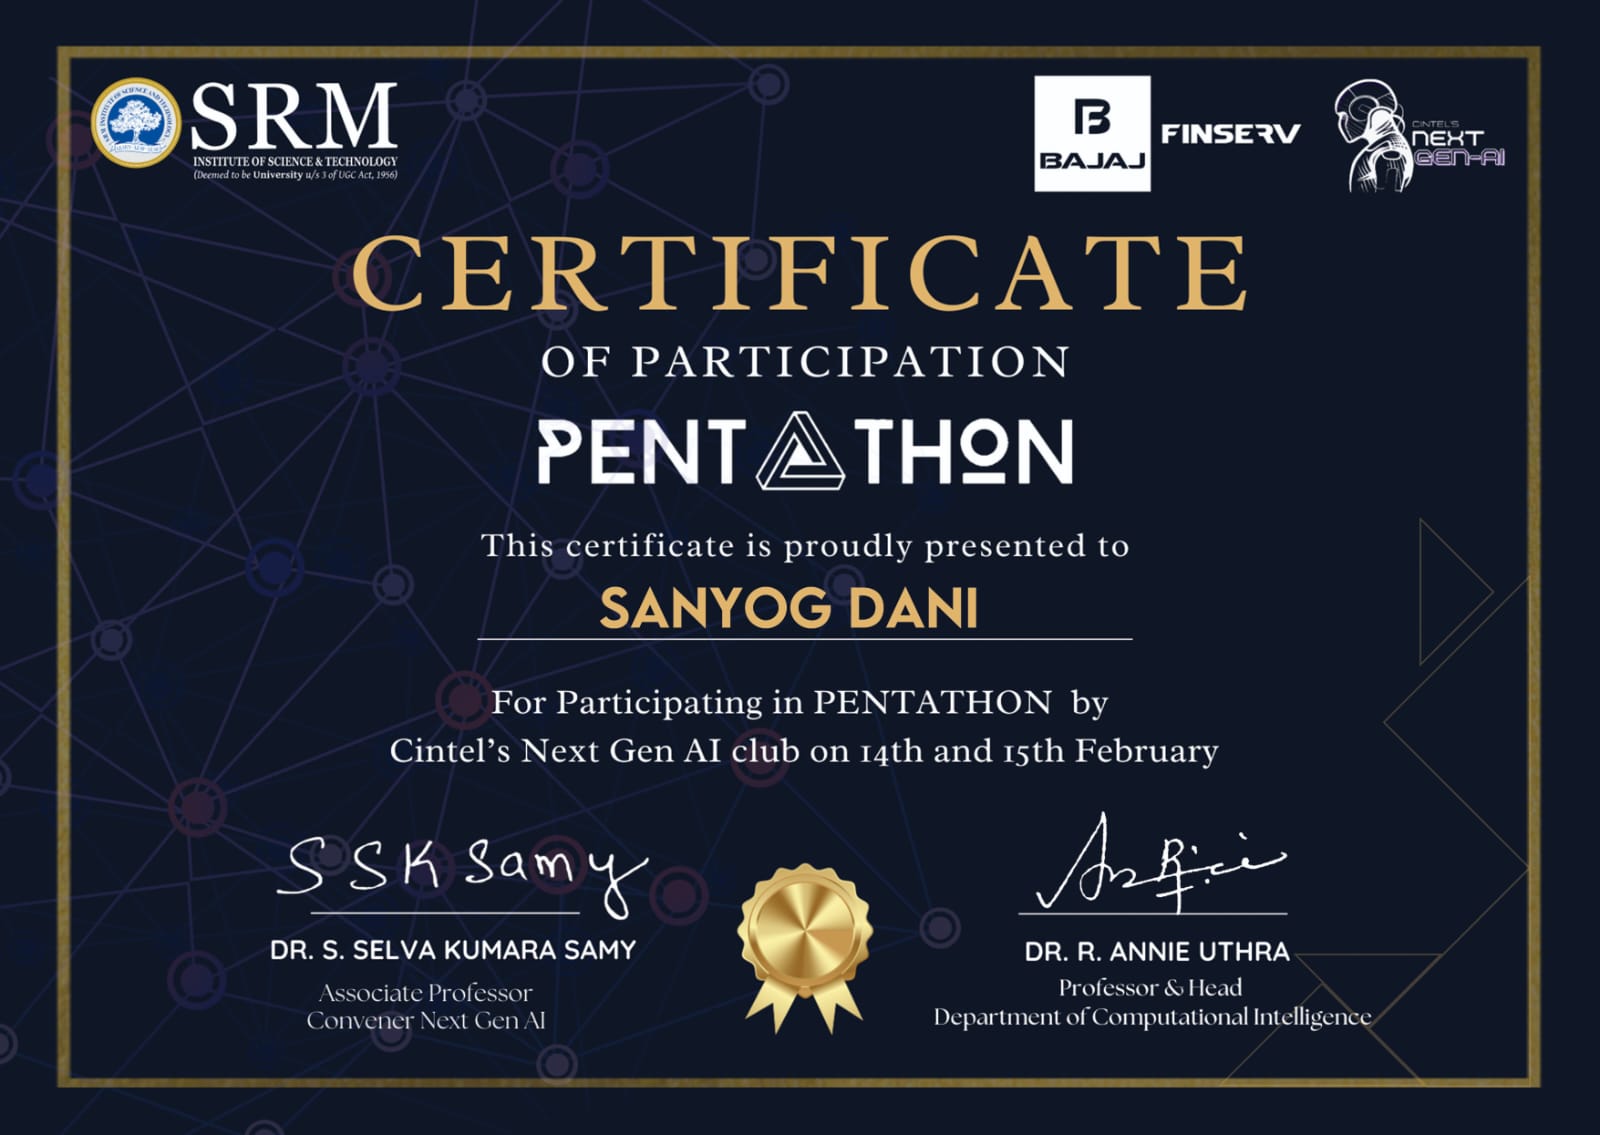 SRM
INSTITUTE OF SCIENCE & TECHNOLOGY
(Deemed to be University u/s 3 of UGC Act, 1956)
B
BAJAJ
FINSERV
CINTEL'S
NEXT
GEN-AI
CERTIFICATE
OF PARTICIPATION
PENTATHON
This certificate is proudly presented to
SANYOG DANI
For Participating in PENTATHON by
Cintel's Next Gen AI club on 14th and 15th February
S S K Samy
DR. S. SELVA KUMARA SAMY
Associate Professor
Convener Next Gen AI
DR. R. ANNIE UTHRA
Professor & Head
Department of Computational Intelligence